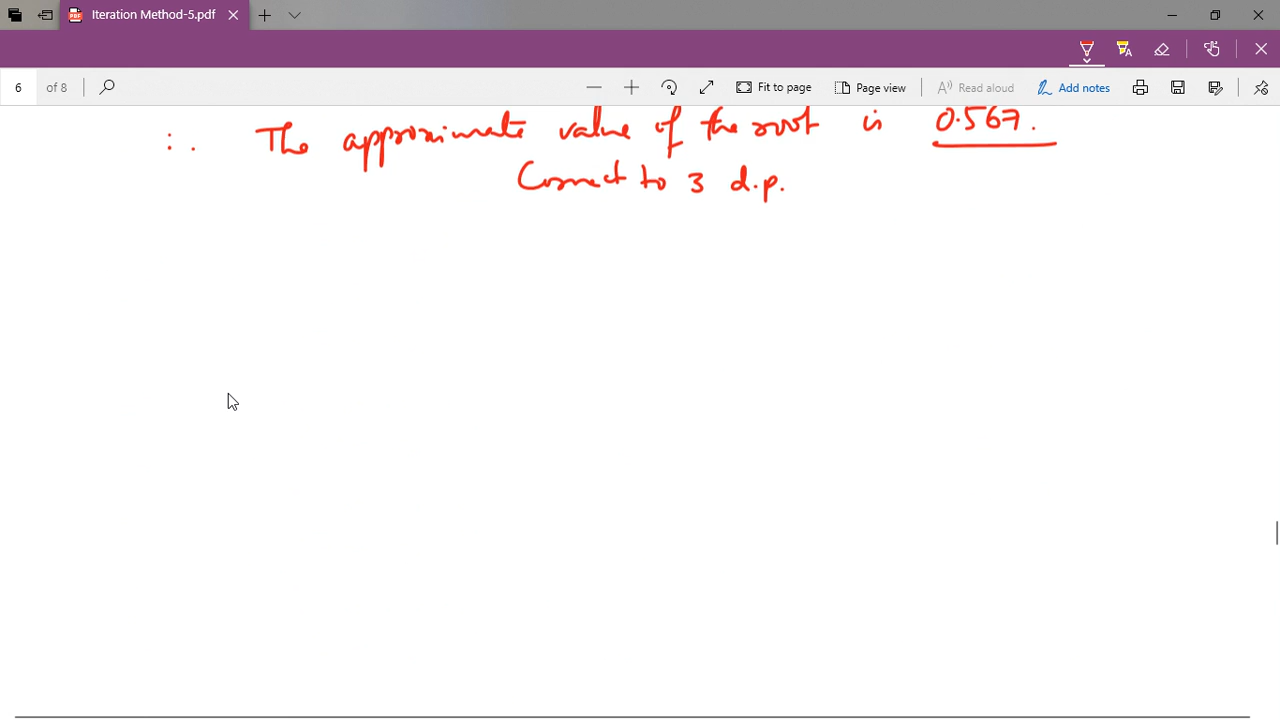 Iteration Method-5.pdf
6 of 8 Fit to page Page view Read aloud Add notes
∴ The approximate value of the root is 0.567.
Correct to 3 d.p.